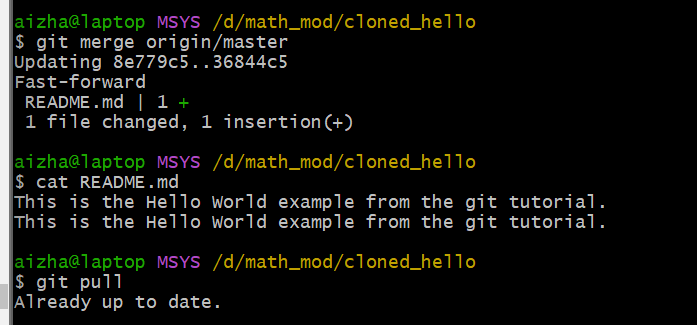 aizha@laptop MSYS /d/math_mod/cloned_hello
$ git merge origin/master
Updating 8e779c5..36844c5
Fast-forward
 README.md | 1 +
 1 file changed, 1 insertion(+)
aizha@laptop MSYS /d/math_mod/cloned_hello
$ cat README.md
This is the Hello World example from the git tutorial.
This is the Hello World example from the git tutorial.
aizha@laptop MSYS /d/math_mod/cloned_hello
$ git pull
Already up to date.